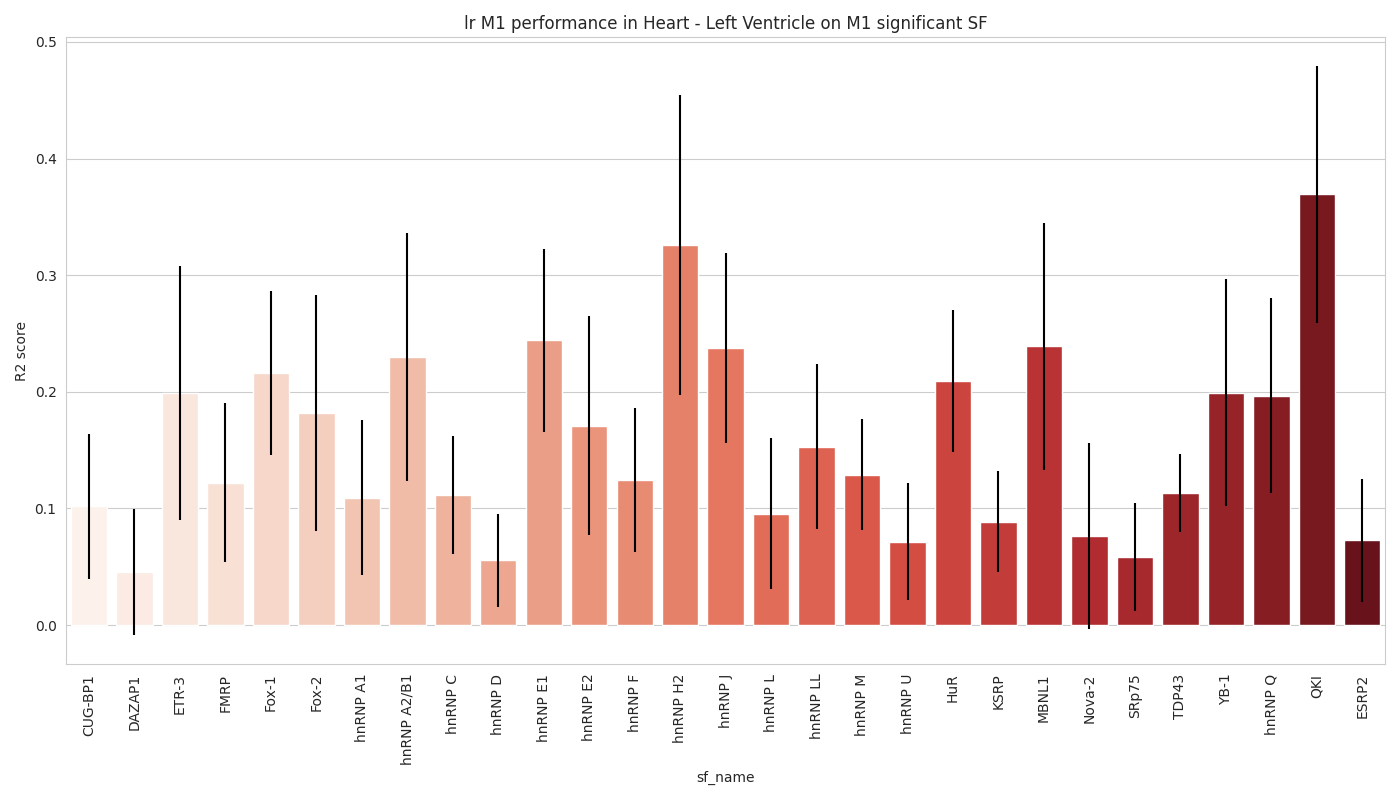 lr M1 performance in Heart - Left Ventricle on M1 significant SF
0.5
0.4
0.3
0.2
0.1
0.0
R2 score
CUG-BP1
DAZAP1
ETR-3
FMRP
Fox-1
Fox-2
hnRNP A1
hnRNP A2/B1
hnRNP C
hnRNP D
hnRNP E1
hnRNP E2
hnRNP F
hnRNP H2
hnRNP J
hnRNP L
hnRNP LL
hnRNP M
hnRNP U
HuR
KSRP
MBNL1
Nova-2
SRp75
TDP43
YB-1
hnRNP Q
QKI
ESRP2
sf_name